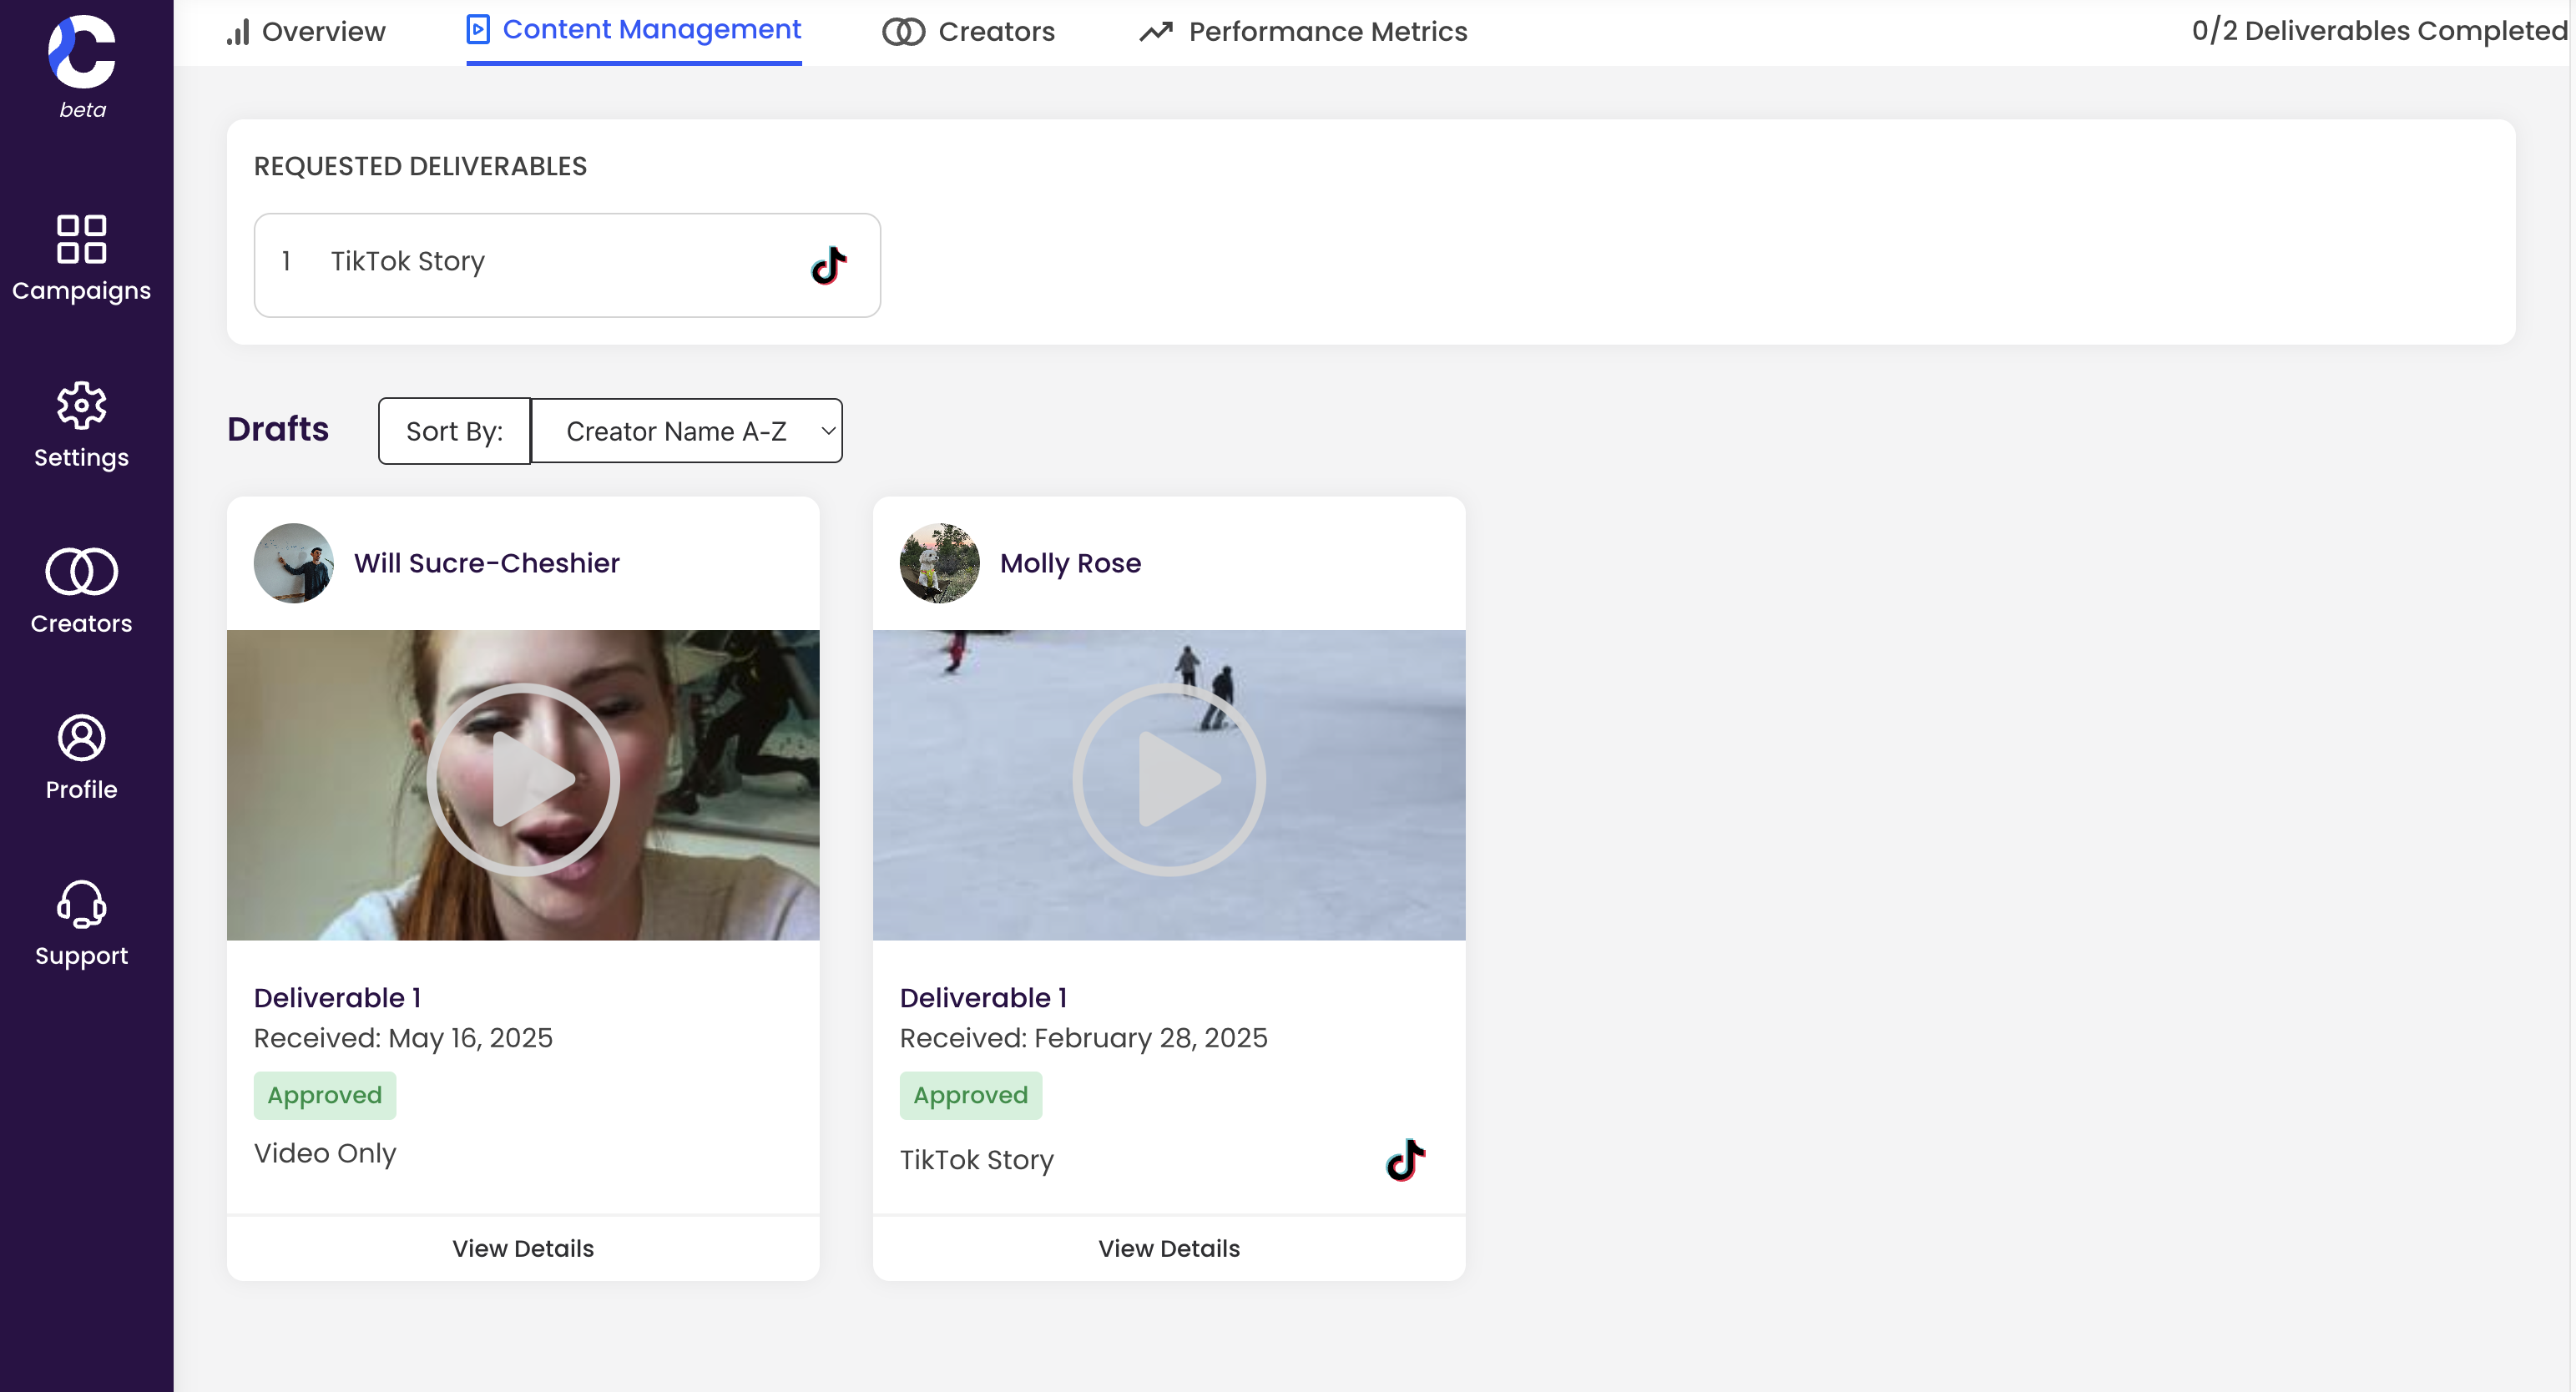 beta
Campaigns
Settings
Creators
Profile
Support
Overview
Content Management
Creators
Performance Metrics
0/2 Deliverables Completed
REQUESTED DELIVERABLES
1 TikTok Story
Drafts
Sort By:
Creator Name A-Z
Will Sucre-Cheshier
Deliverable 1
Received: May 16, 2025
Approved
Video Only
View Details
Molly Rose
Deliverable 1
Received: February 28, 2025
Approved
TikTok Story
View Details